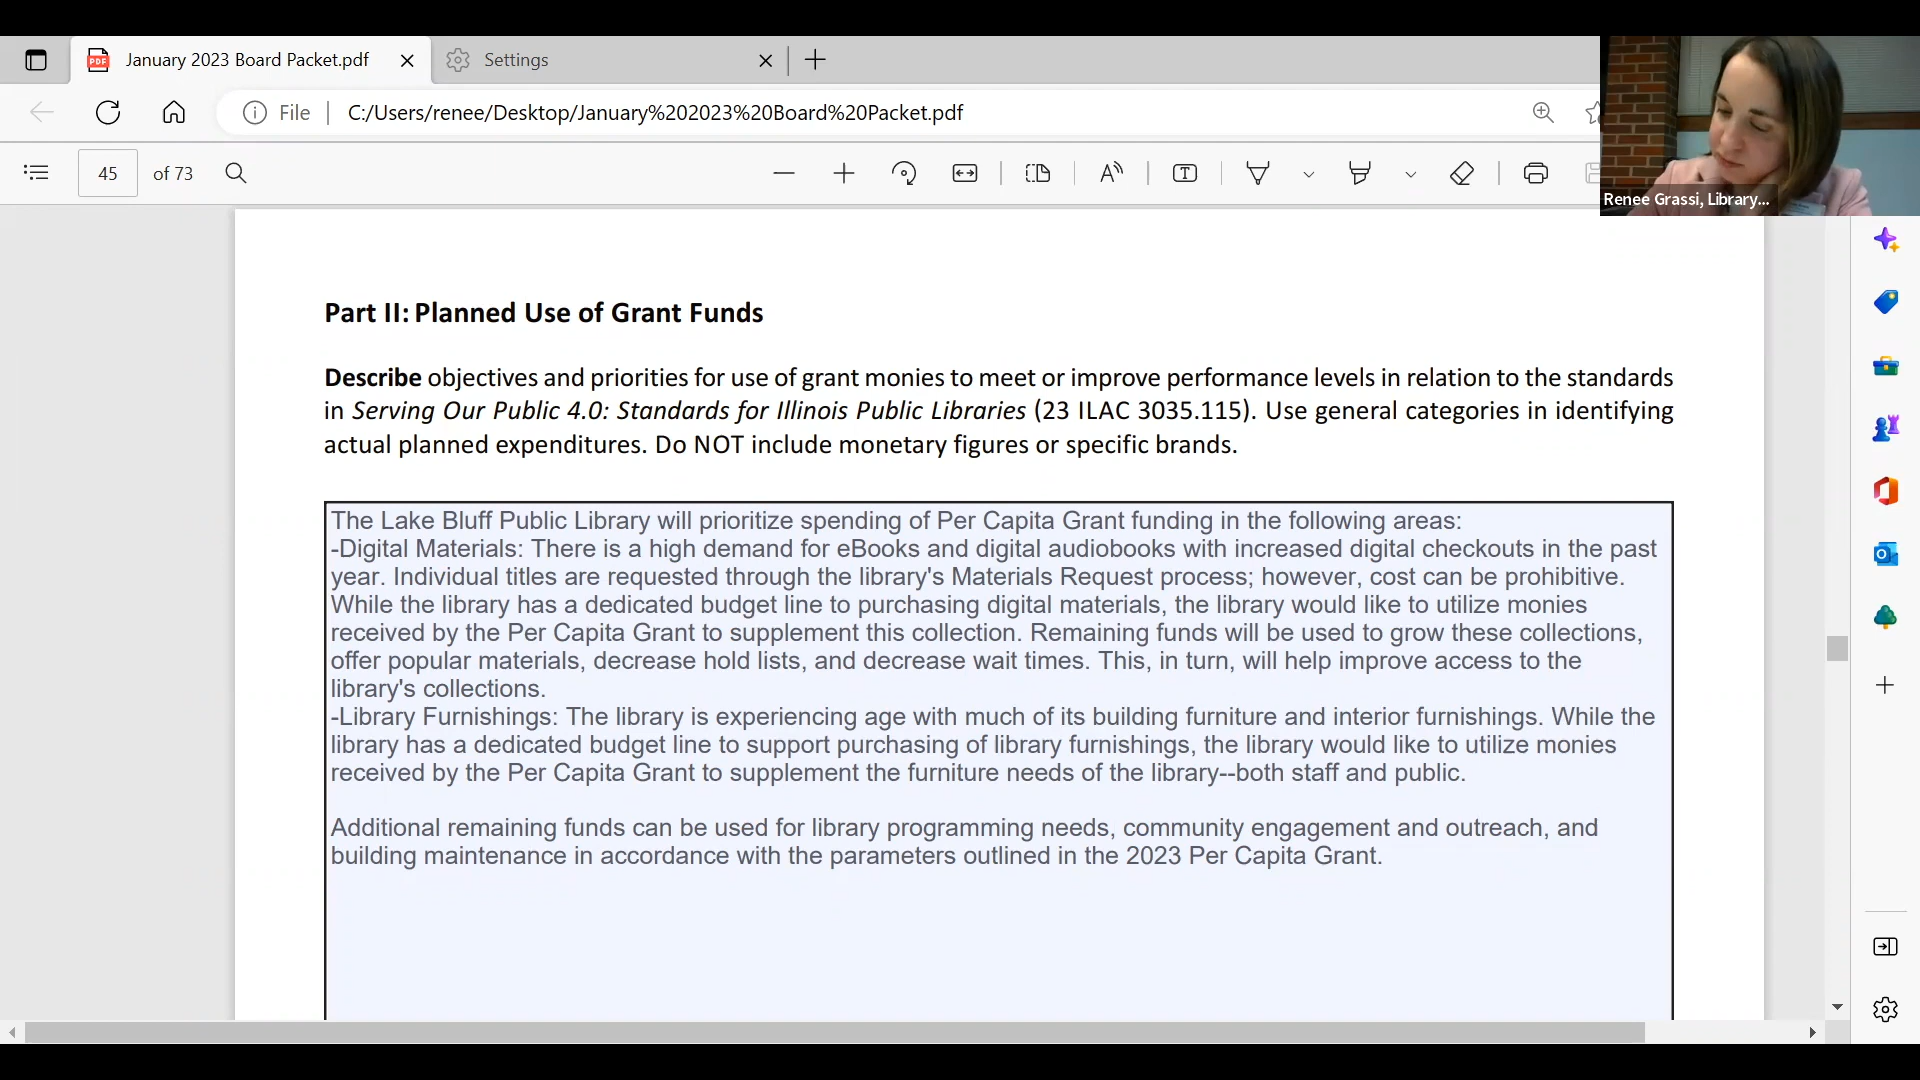 January 2023 Board Packet.pdf
Settings
File
C:/Users/renee/Desktop/January%202023%20Board%20Packet.pdf
45 of 73
Renee Grassi, Library...
Part II: Planned Use of Grant Funds
Describe objectives and priorities for use of grant monies to meet or improve performance levels in relation to the standards
in Serving Our Public 4.0: Standards for Illinois Public Libraries (23 ILAC 3035.115). Use general categories in identifying
actual planned expenditures. Do NOT include monetary figures or specific brands.
The Lake Bluff Public Library will prioritize spending of Per Capita Grant funding in the following areas:
-Digital Materials: There is a high demand for eBooks and digital audiobooks with increased digital checkouts in the past
year. Individual titles are requested through the library's Materials Request process; however, cost can be prohibitive.
While the library has a dedicated budget line to purchasing digital materials, the library would like to utilize monies
received by the Per Capita Grant to supplement this collection. Remaining funds will be used to grow these collections,
offer popular materials, decrease hold lists, and decrease wait times. This, in turn, will help improve access to the
library's collections.
-Library Furnishings: The library is experiencing age with much of its building furniture and interior furnishings. While the
library has a dedicated budget line to support purchasing of library furnishings, the library would like to utilize monies
received by the Per Capita Grant to supplement the furniture needs of the library--both staff and public.
Additional remaining funds can be used for library programming needs, community engagement and outreach, and
building maintenance in accordance with the parameters outlined in the 2023 Per Capita Grant.